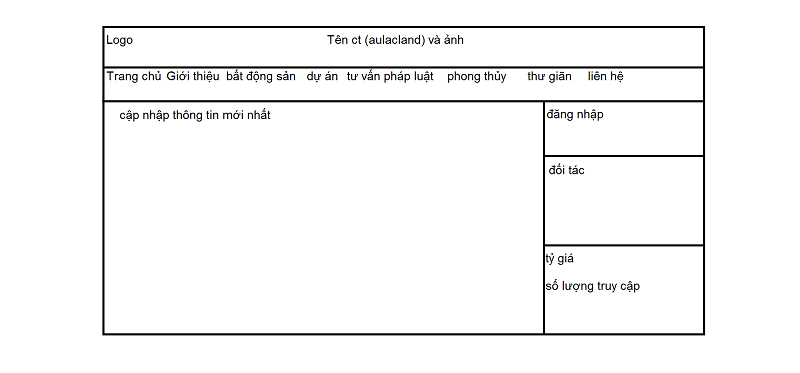 Logo Tên ct (aulacland) và ảnh
Trang chủ Giới thiệu bất động sản dự án tư vấn pháp luật phong thủy thư giãn liên hệ
cập nhập thông tin mới nhất
đăng nhập
đối tác
tỷ giá
số lượng truy cập